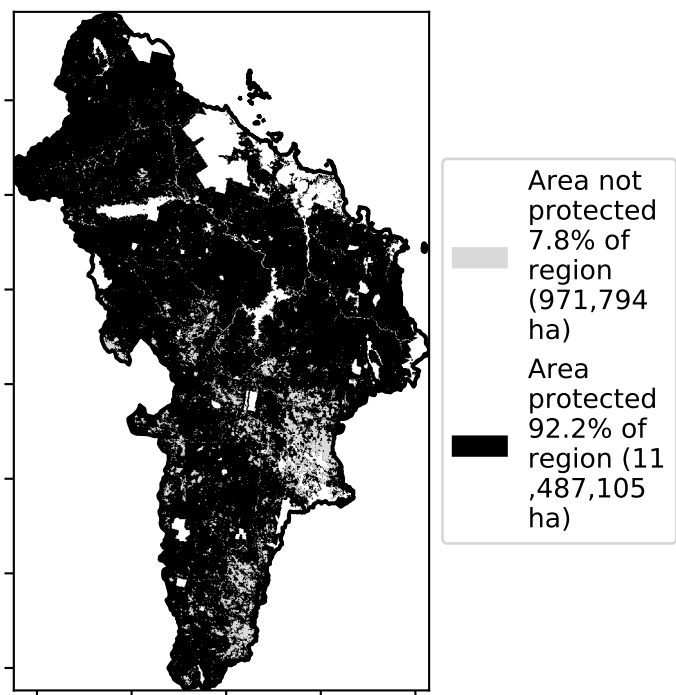 Area not
protected
7.8% of
region
(971,794
ha)
Area
protected
92.2% of
region (11
,487,105
ha)